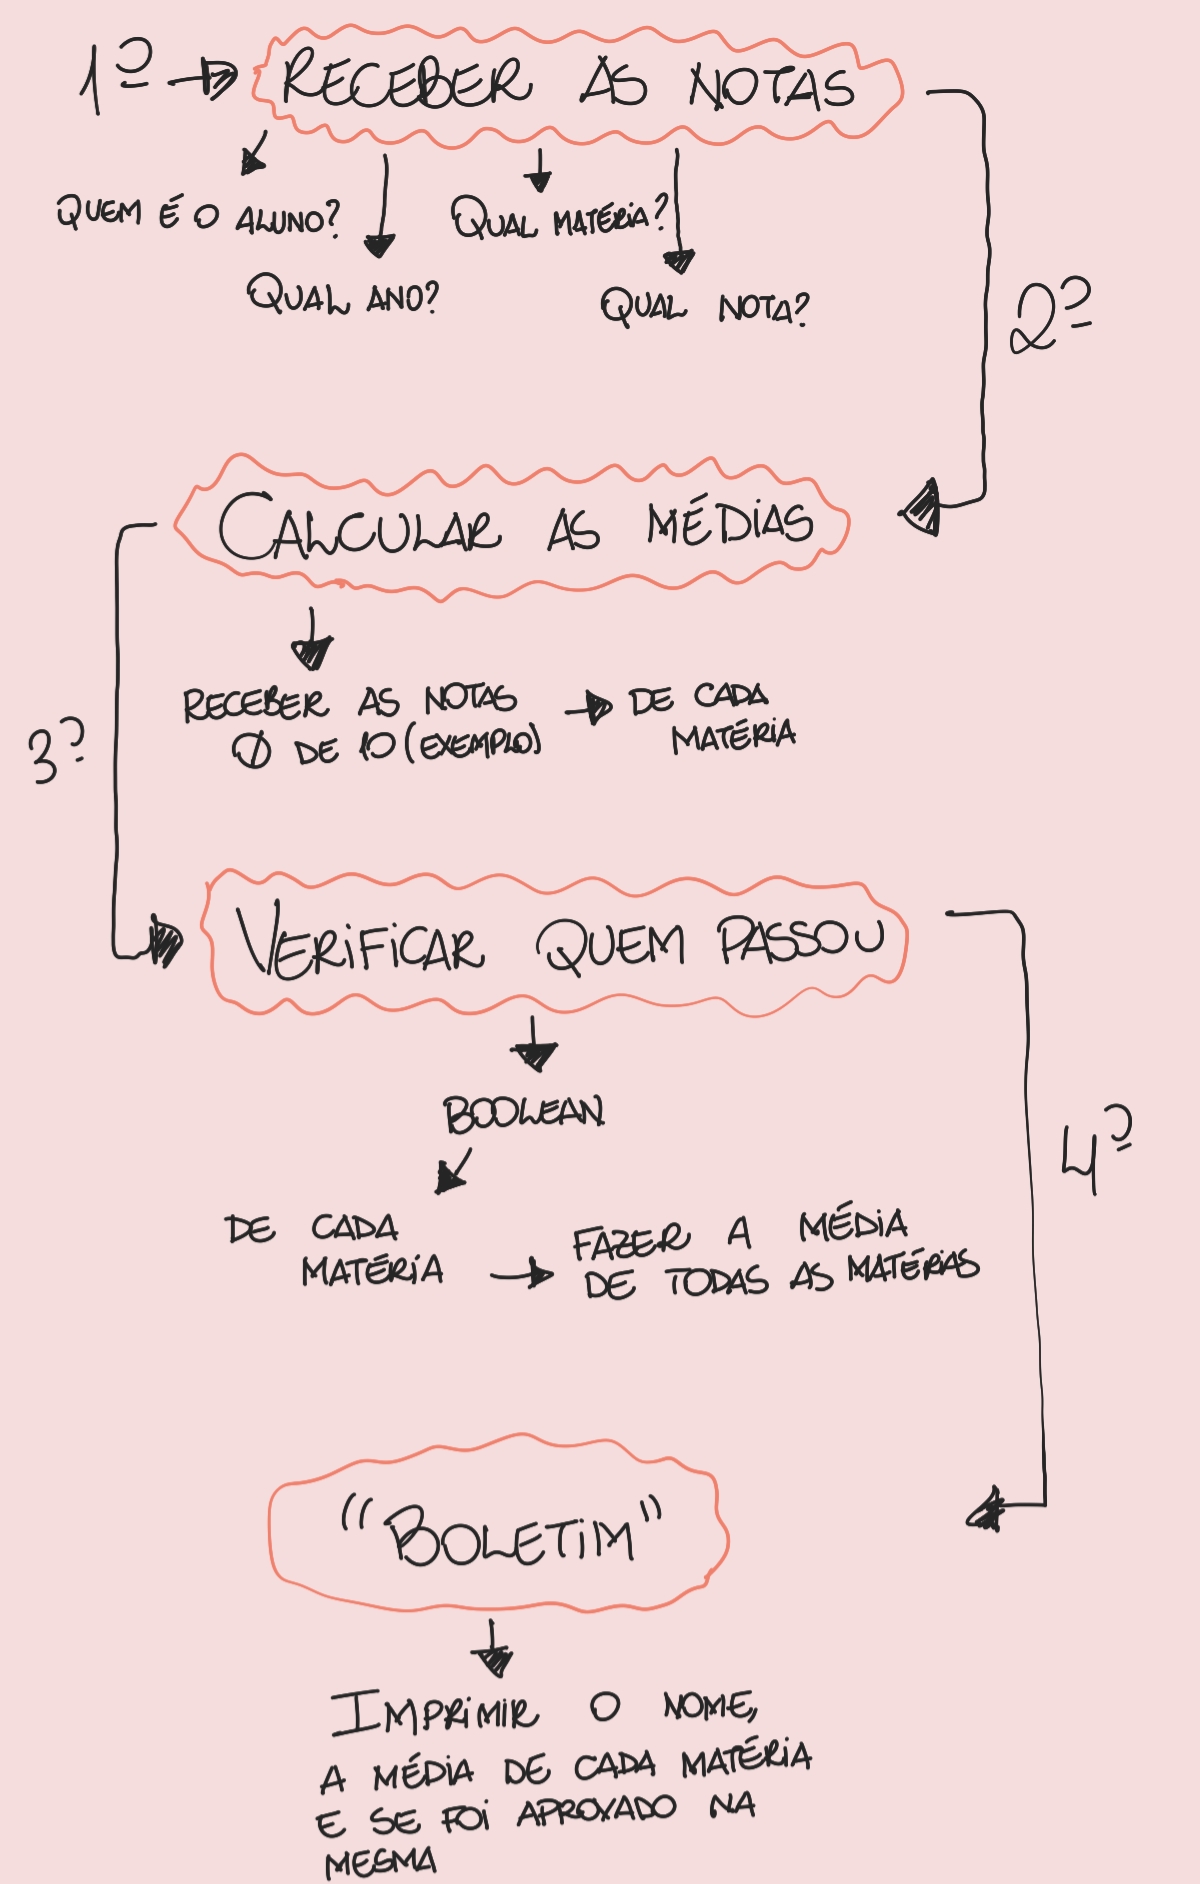 1º → RECEBER AS NOTAS
QUEM É O ALUNO?
QUAL MATÉRIA?
QUAL ANO?
QUAL NOTA?
2º
CALCULAR AS MÉDIAS
RECEBER AS NOTAS → DE CADA
0 DE 10 (EXEMPLO) MATÉRIA
3º
VERIFICAR QUEM PASSOU
BOOLEAN
4º
DE CADA
MATÉRIA → FAZER A MÉDIA
DE TODAS AS MATÉRIAS
"BOLETIM"
IMPRIMIR O NOME,
A MÉDIA DE CADA MATÉRIA
E SE FOI APROVADO NA
MESMA